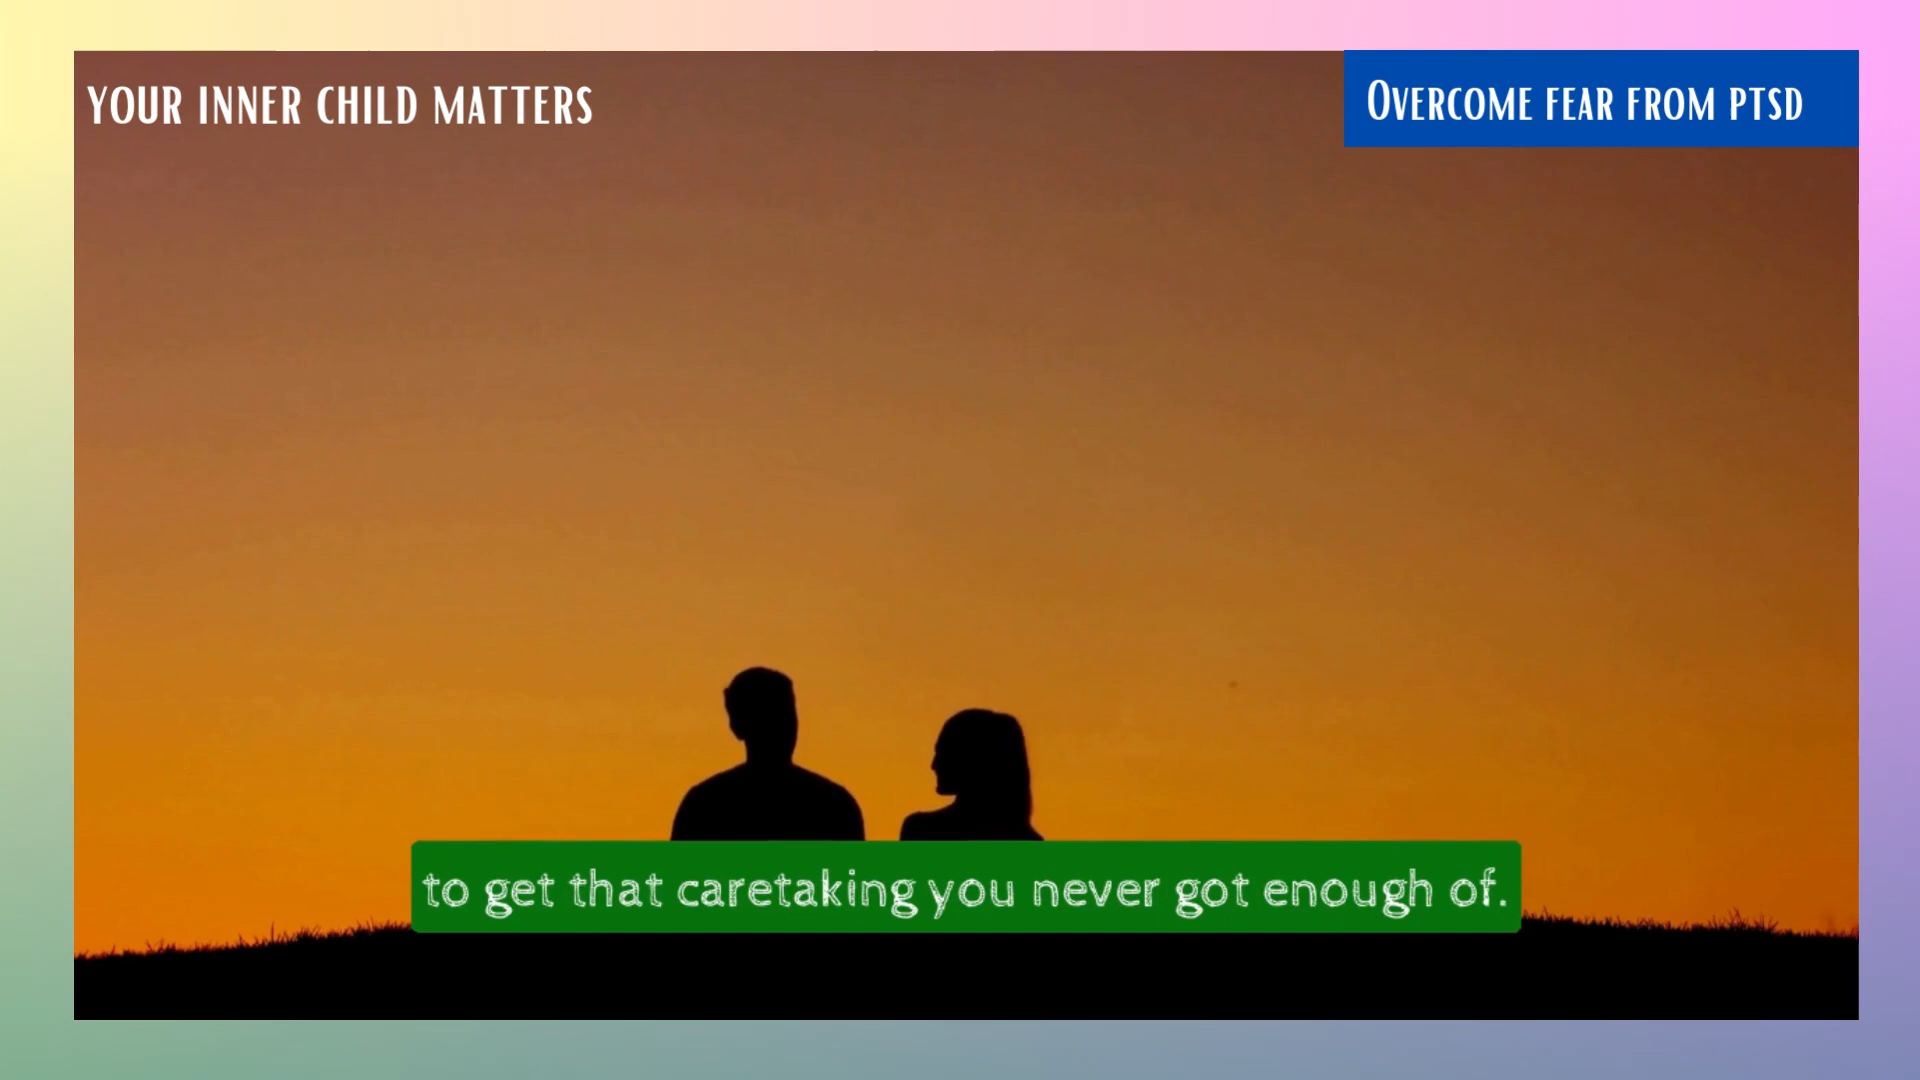 YOUR INNER CHILD MATTERS
OVERCOME FEAR FROM PTSD
to get that caretaking you never got enough of.